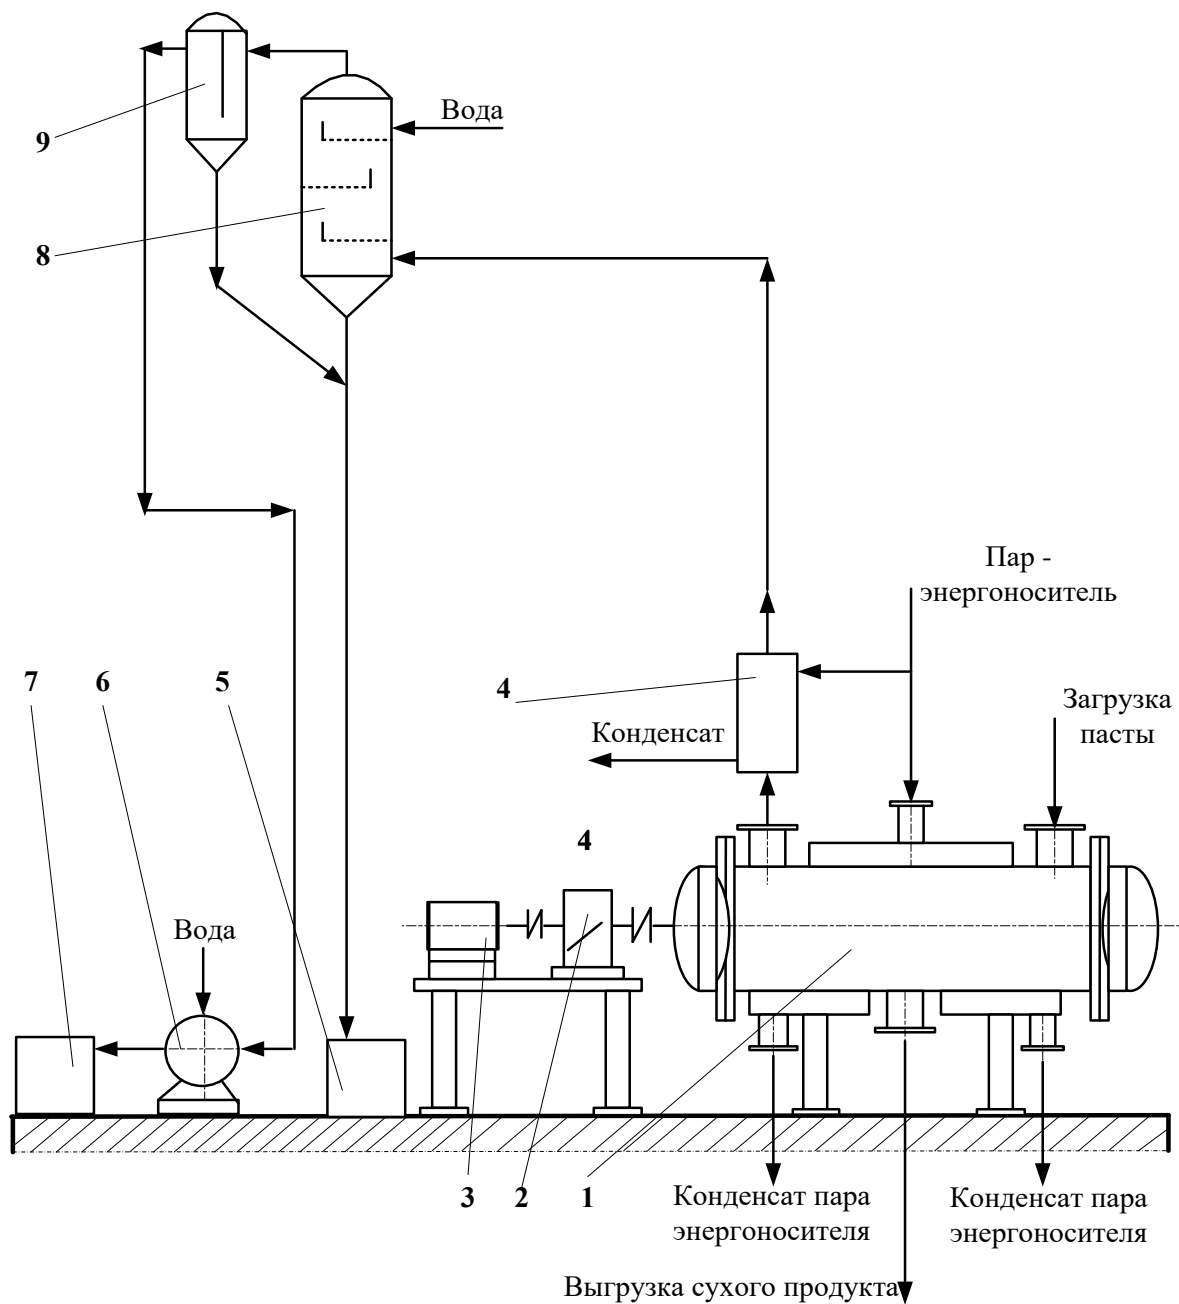 Вода
9
8
Пар -
энергоноситель
7
6
5
4
Загрузка
пасты
Конденсат
4
Вода
3
2
1
Конденсат пара
энергоносителя
Конденсат пара
энергоносителя
Выгрузка сухого продукта